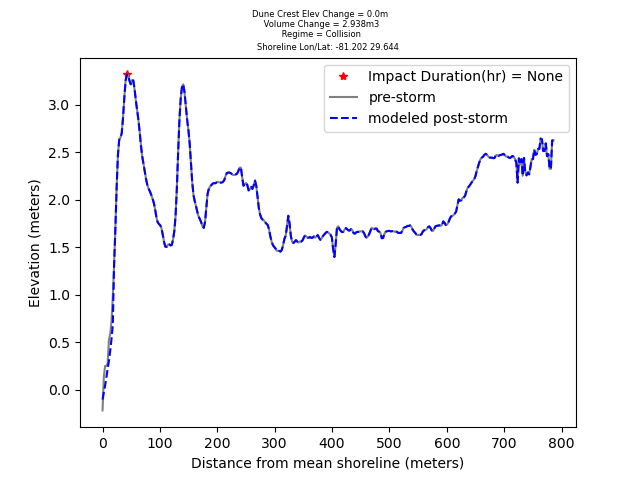 Dune Crest Elev Change = 0.0m
Volume Change = 2.938m3
Regime = Collision
Shoreline Lon/Lat: -81.202 29.644
Impact Duration(hr) = None
pre-storm
modeled post-storm
Elevation (meters)
3.0
2.5
2.0
1.5
1.0
0.5
0.0
0 100 200 300 400 500 600 700 800
Distance from mean shoreline (meters)